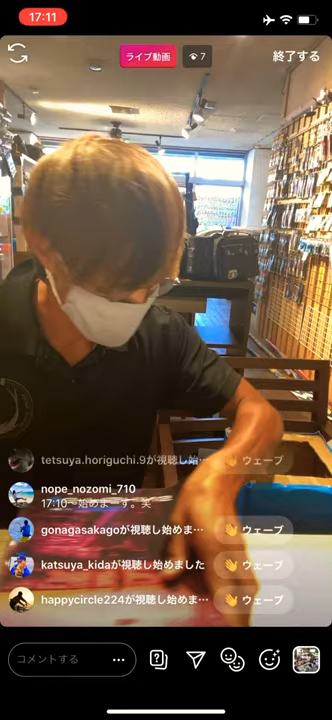 17:11
ライブ動画
7
終了する
tetsuya.horiguchi.9が視聴し始…
ウェーブ
nope_nozomi_710
17:10〜始めまーす。笑
gonagasakagoが視聴し始めま…
ウェーブ
katsuya_kidaが視聴し始めました
ウェーブ
happycircle224が視聴し始めま…
ウェーブ
コメントする